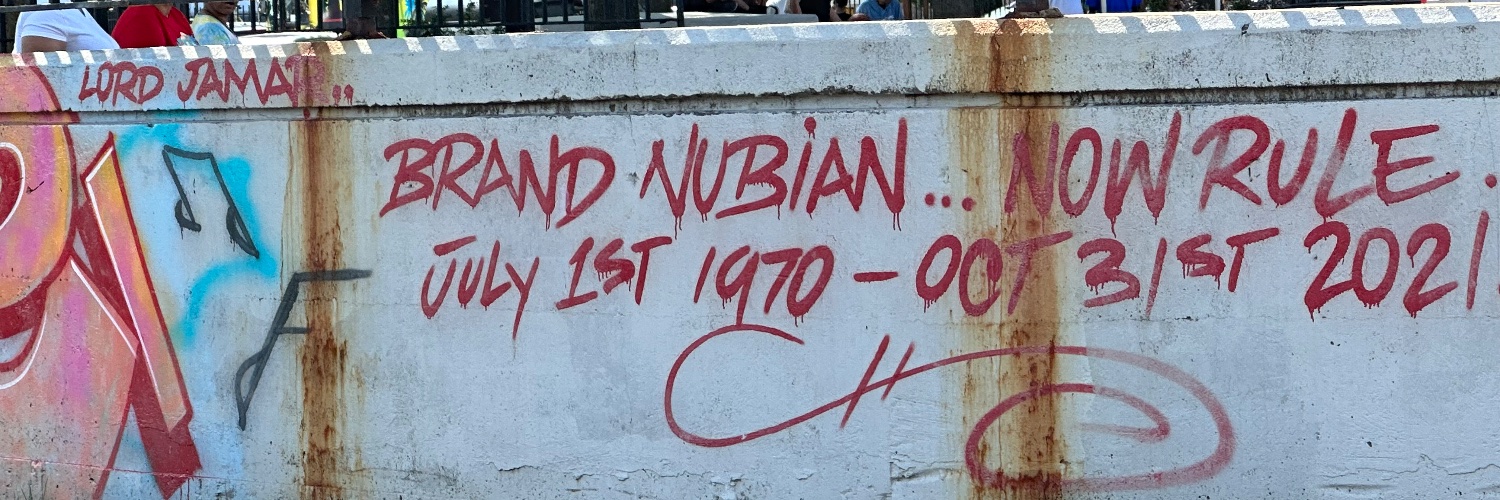 LORD JAMAR..
BRAND NUBiAN... NOW RULE.
JULY 1ST 1970 - OCT 31ST 2021.